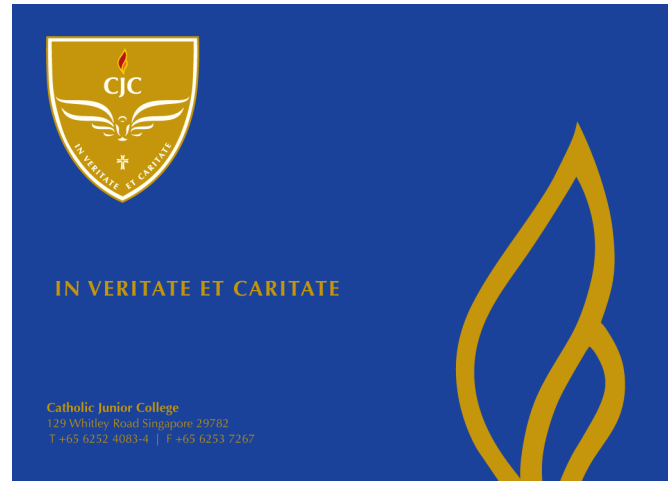 CJC
IN VERITATE ET CARITATE
IN VERITATE ET CARITATE
Catholic Junior College
129 Whitley Road Singapore 29782
T +65 6252 4083-4 | F +65 6253 7267